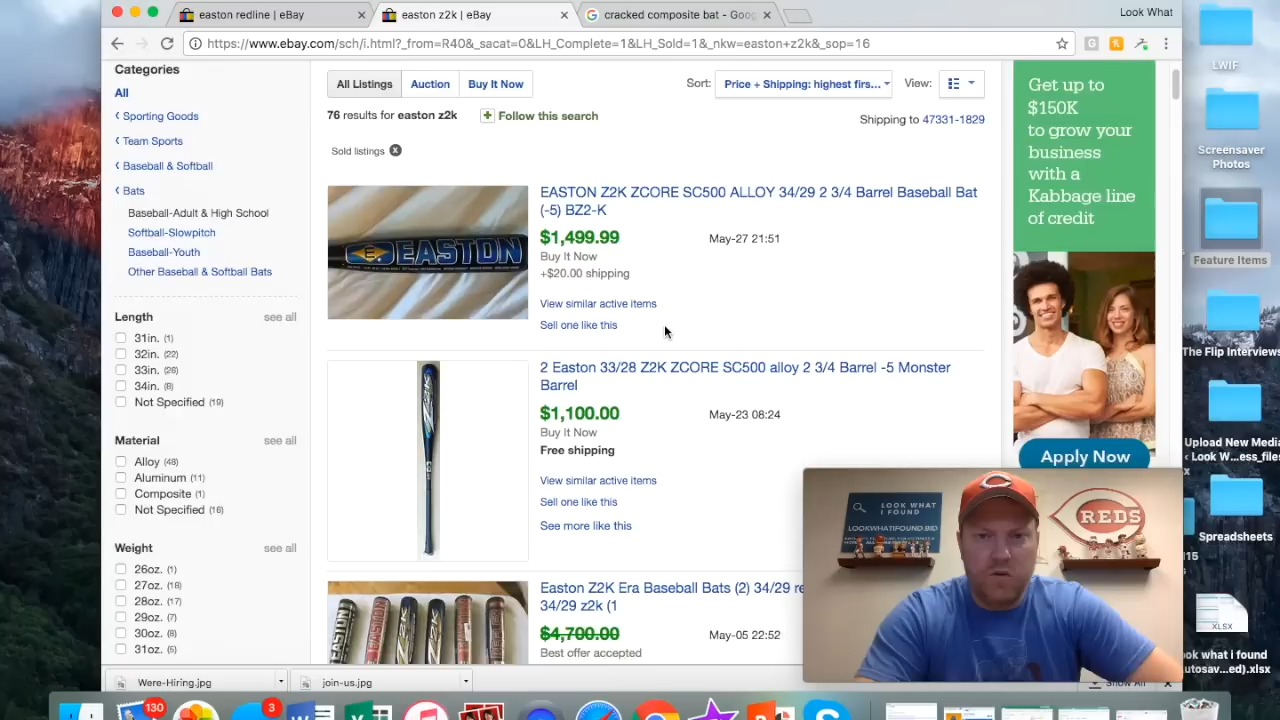 Look What
easton redline | eBay
easton z2k | eBay
cracked composite bat - Goog
https://www.ebay.com/sch/i.html?_from=R40&_sacat=0&LH_Complete=1&LH_Sold=1&_nkw=easton+z2k&_sop=16
Categories
All
Sporting Goods
Team Sports
Baseball & Softball
Bats
Baseball-Adult & High School
Softball-Slowpitch
Baseball-Youth
Other Baseball & Softball Bats
Length see all
31in. (1)
32in. (22)
33in. (26)
34in. (8)
Not Specified (19)
Material see all
Alloy (48)
Aluminum (11)
Composite (1)
Not Specified (16)
Weight see all
26oz. (1)
27oz. (18)
28oz. (17)
29oz. (7)
30oz. (8)
31oz. (5)
All Listings Auction Buy It Now
Sort: Price + Shipping: highest firs... View:
76 results for easton z2k Follow this search
Shipping to 47331-1829
Sold listings
EASTON
EASTON Z2K ZCORE SC500 ALLOY 34/29 2 3/4 Barrel Baseball Bat
(-5) BZ2-K
$1,499.99 May-27 21:51
Buy It Now
+$20.00 shipping
View similar active items
Sell one like this
2 Easton 33/28 Z2K ZCORE SC500 alloy 2 3/4 Barrel -5 Monster
Barrel
$1,100.00 May-23 08:24
Buy It Now
Free shipping
View similar active items
Sell one like this
See more like this
Easton Z2K Era Baseball Bats (2) 34/29 re
34/29 z2k (1
$4,700.00 May-05 22:52
Best offer accepted
Get up to
$150K
to grow your
business
with a
Kabbage line
of credit
Apply Now
LOOK WHAT
I FOUND
LOOKWHATIFOUND.BID
REDS
LWIF
Screensaver
Photos
Feature Items
The Flip Interviews
Upload New Media
‹ Look W...ess_files
Spreadsheets
XLSX
ook what i found
Were-Hiring.jpg
join-us.jpg
Show All
130
3